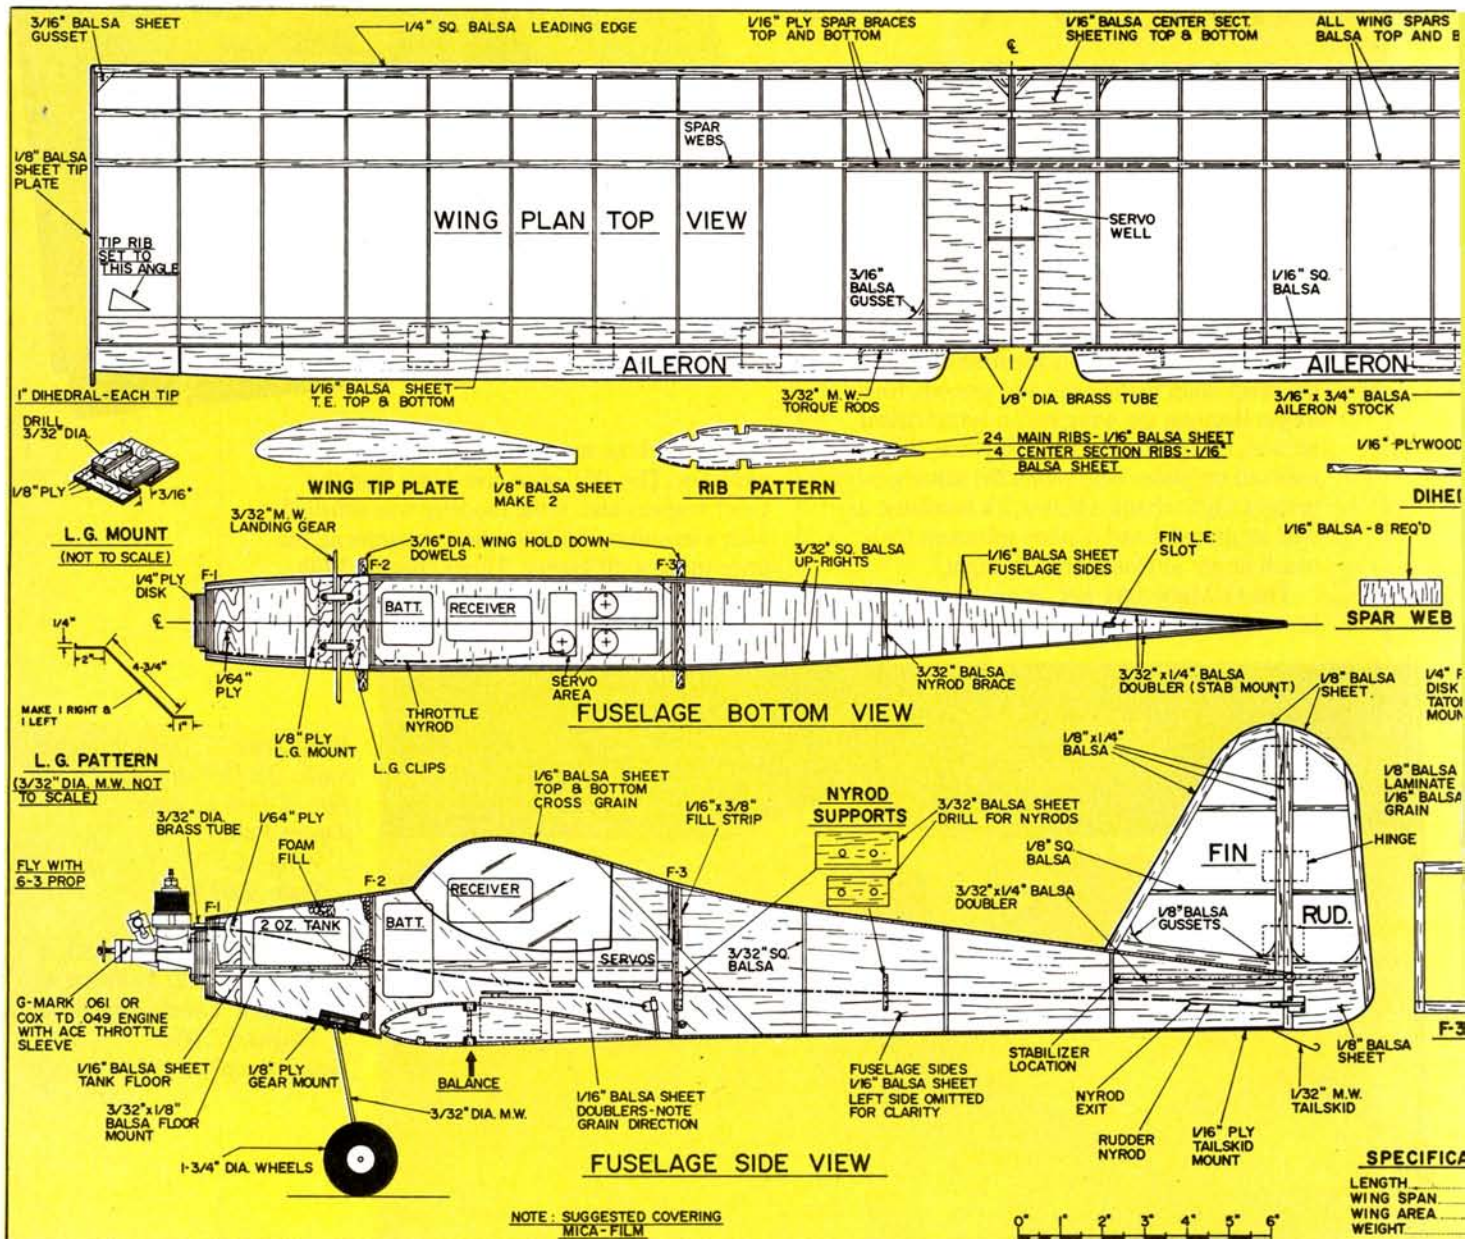 3/16" BALSA SHEET
GUSSET
1/4" SQ. BALSA LEADING EDGE
1/16" PLY SPAR BRACES
TOP AND BOTTOM
℄
1/16" BALSA CENTER SECT.
SHEETING TOP & BOTTOM
ALL WING SPARS
BALSA TOP AND B
1/8" BALSA
SHEET TIP
PLATE
SPAR
WEBS
WING PLAN TOP VIEW
SERVO
WELL
TIP RIB
SET TO
THIS ANGLE
3/16"
BALSA
GUSSET
1/16" SQ.
BALSA
AILERON
AILERON
1" DIHEDRAL-EACH TIP
1/16" BALSA SHEET
T.E. TOP & BOTTOM
3/32" M.W.
TORQUE RODS
1/8" DIA. BRASS TUBE
3/16" x 3/4" BALSA
AILERON STOCK
DRILL
3/32" DIA.
1/8" PLY
3/16"
L.G. MOUNT
(NOT TO SCALE)
WING TIP PLATE
1/8" BALSA SHEET
MAKE 2
RIB PATTERN
24 MAIN RIBS - 1/16" BALSA SHEET
4 CENTER SECTION RIBS - 1/16"
BALSA SHEET
1/16" -PLYWOOD
DIHE
3/32" M.W.
LANDING GEAR
3/16" DIA. WING HOLD DOWN
DOWELS
3/32" SQ. BALSA
UP-RIGHTS
1/16" BALSA SHEET
FUSELAGE SIDES
FIN L.E.
SLOT
1/16" BALSA - 8 REQ'D
SPAR WEB
1/4" PLY
DISK
F-1
F-2
F-3
BATT.
RECEIVER
℄
1/64"
PLY
1/8" PLY
L.G. MOUNT
L.G. CLIPS
THROTTLE
NYROD
SERVO
AREA
3/32" BALSA
NYROD BRACE
3/32" x 1/4" BALSA
DOUBLER (STAB MOUNT)
FUSELAGE BOTTOM VIEW
1/4"
2"
4-3/4"
1"
MAKE 1 RIGHT &
1 LEFT
L.G. PATTERN
(3/32" DIA. M.W. NOT
TO SCALE)
1/8" BALSA
SHEET.
DISK
MOUN
1/8" x 1/4"
BALSA
1/8" BALSA
LAMINATE
1/16" BALSA
GRAIN
3/32" DIA.
BRASS TUBE
1/64" PLY
FOAM
FILL
1/6" BALSA SHEET
TOP & BOTTOM
CROSS GRAIN
1/16" x 3/8"
FILL STRIP
NYROD
SUPPORTS
3/32" BALSA SHEET
DRILL FOR NYRODS
1/8" SQ.
BALSA
FIN
HINGE
FLY WITH
6-3 PROP
F-1
F-2
F-3
2 OZ. TANK
BATT.
RECEIVER
SERVOS
3/32" SQ.
BALSA
3/32" x 1/4" BALSA
DOUBLER
1/8" BALSA
GUSSETS
RUD.
G-MARK .061 OR
COX TD .049 ENGINE
WITH ACE THROTTLE
SLEEVE
1/16" BALSA SHEET
TANK FLOOR
3/32" x 1/8"
BALSA FLOOR
MOUNT
1/8" PLY
GEAR MOUNT
BALANCE
3/32" DIA. M.W.
1/16" BALSA SHEET
DOUBLERS-NOTE
GRAIN DIRECTION
FUSELAGE SIDES
1/16" BALSA SHEET
LEFT SIDE OMITTED
FOR CLARITY
STABILIZER
LOCATION
NYROD
EXIT
RUDDER
NYROD
1/16" PLY
TAILSKID
MOUNT
1/32" M.W.
TAILSKID
1/8" BALSA
SHEET
F-3
1-3/4" DIA. WHEELS
FUSELAGE SIDE VIEW
NOTE: SUGGESTED COVERING
MICA-FILM
0" 1" 2" 3" 4" 5" 6"
SPECIFICA
LENGTH
WING SPAN
WING AREA
WEIGHT